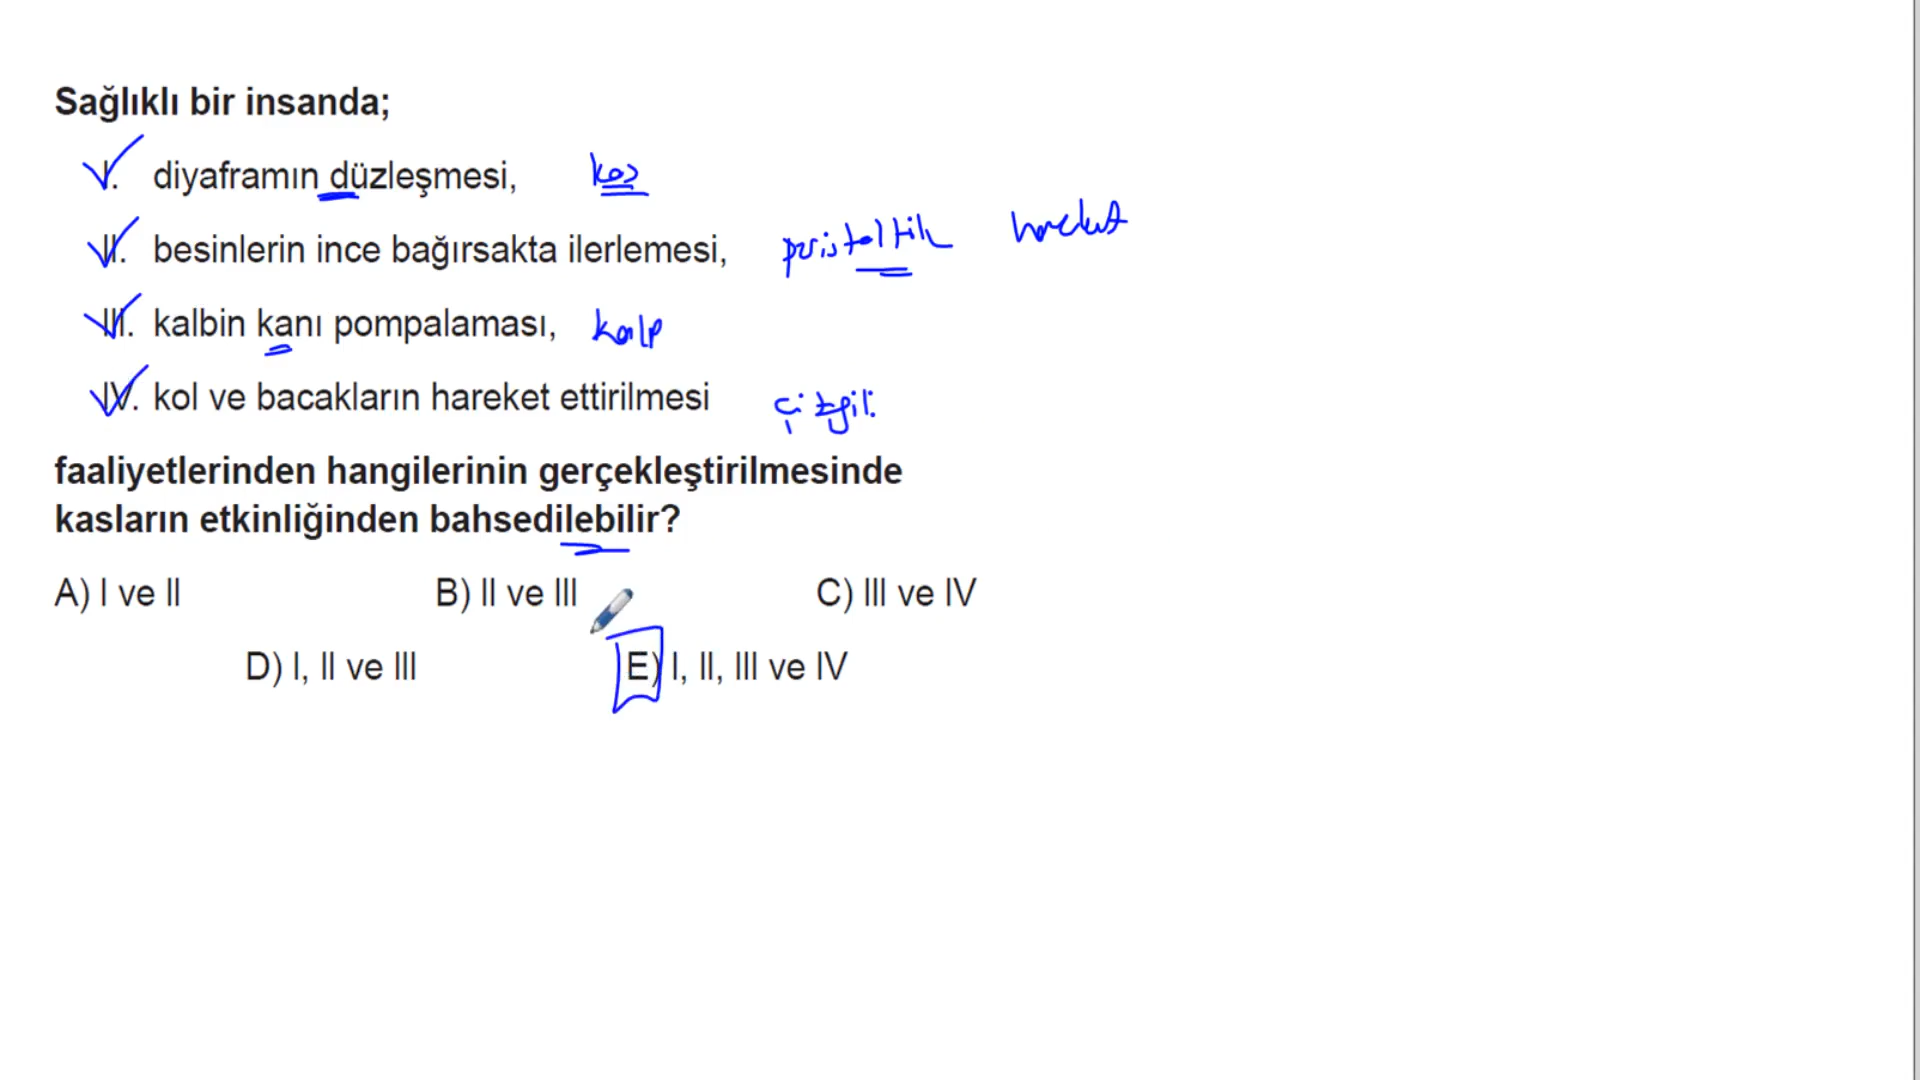 Sağlıklı bir insanda;
I. diyaframın düzleşmesi, kas
II. besinlerin ince bağırsakta ilerlemesi, peristaltik hareket
III. kalbin kanı pompalaması, kalp
IV. kol ve bacakların hareket ettirilmesi çizgili
faaliyetlerinden hangilerinin gerçekleştirilmesinde
kasların etkinliğinden bahsedilebilir?
A) I ve II B) II ve III C) III ve IV
D) I, II ve III E) I, II, III ve IV